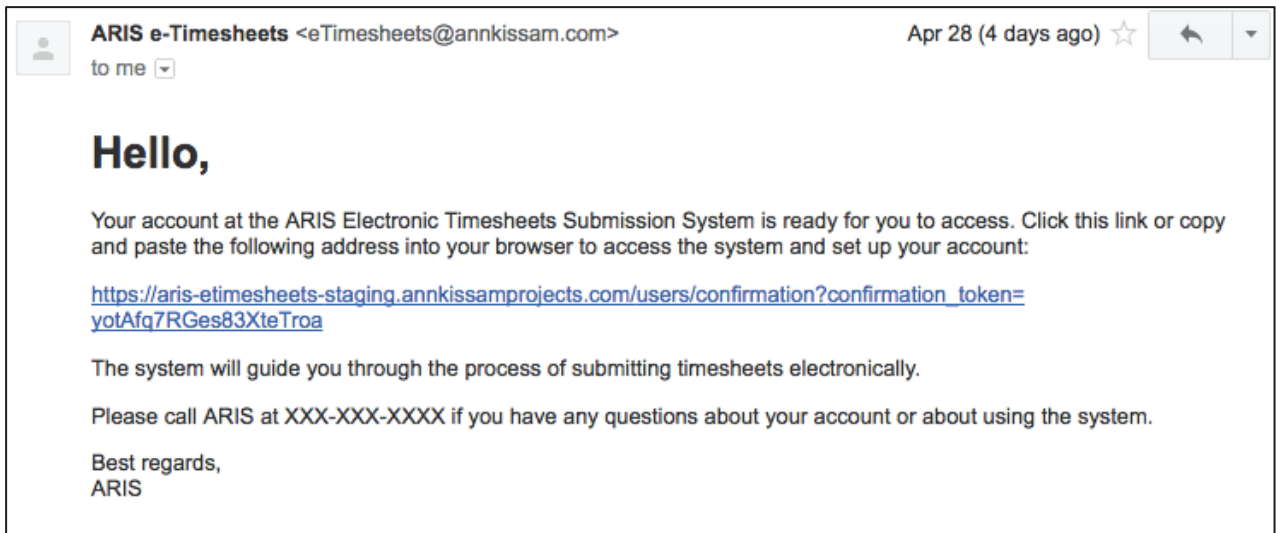 ARIS e-Timesheets <eTimesheets@annkissam.com> Apr 28 (4 days ago)
to me
Hello,
Your account at the ARIS Electronic Timesheets Submission System is ready for you to access. Click this link or copy
and paste the following address into your browser to access the system and set up your account:
https://aris-etimesheets-staging.annkissamprojects.com/users/confirmation?confirmation_token=
yotAfq7RGes83XteTroa
The system will guide you through the process of submitting timesheets electronically.
Please call ARIS at XXX-XXX-XXXX if you have any questions about your account or about using the system.
Best regards,
ARIS